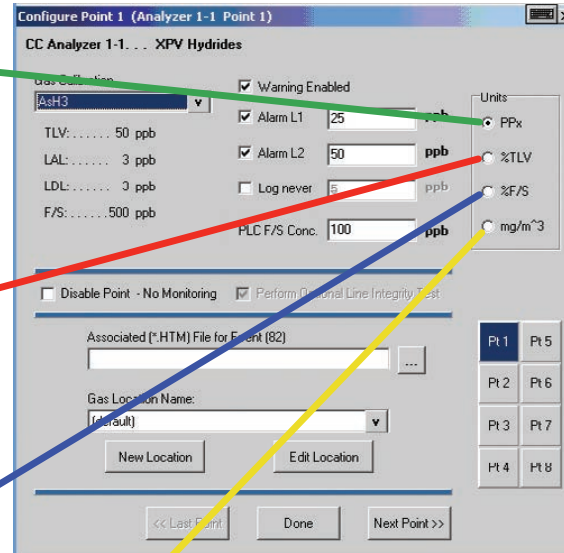 Configure Point 1 (Analyzer 1-1 Point 1)
CC Analyzer 1-1. . . XPV Hydrides
Gas Calibration
AsH3
TLV:. . . . . . 50 ppb
LAL:. . . . . . 3 ppb
LDL:. . . . . . 3 ppb
F/S:. . . . . .500 ppb
Warning Enabled
Alarm L1 25 ppb
Alarm L2 50 ppb
Log never 5 ppb
PLC F/S Conc. 100 ppb
Units
PPx
%TLV
%F/S
mg/m^3
Disable Point - No Monitoring
Perform Optional Line Integrity Test
Associated (*.HTM) File for Event (82)
...
Gas Location Name:
(default)
New Location
Edit Location
Pt 1 Pt 5
Pt 2 Pt 6
Pt 3 Pt 7
Pt 4 Pt 8
<< Last Point
Done
Next Point >>